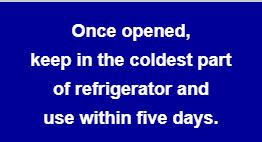 Once opened,
keep in the coldest part
of refrigerator and
use within five days.